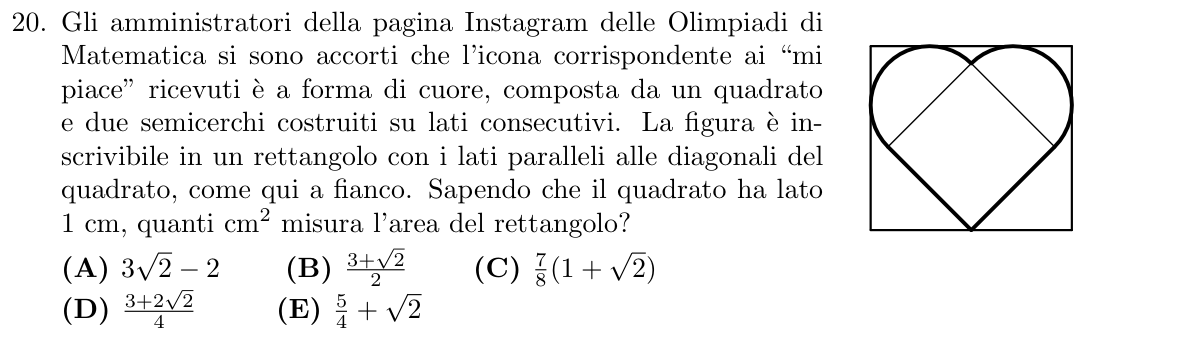 20. Gli amministratori della pagina Instagram delle Olimpiadi di
Matematica si sono accorti che l'icona corrispondente ai “mi
piace” ricevuti è a forma di cuore, composta da un quadrato
e due semicerchi costruiti su lati consecutivi. La figura è in-
scrivibile in un rettangolo con i lati paralleli alle diagonali del
quadrato, come qui a fianco. Sapendo che il quadrato ha lato
1 cm, quanti cm² misura l'area del rettangolo?
(A) 3√2 − 2 (B) (3+√2)/2 (C) 7/8(1 + √2)
(D) (3+2√2)/4 (E) 5/4 + √2